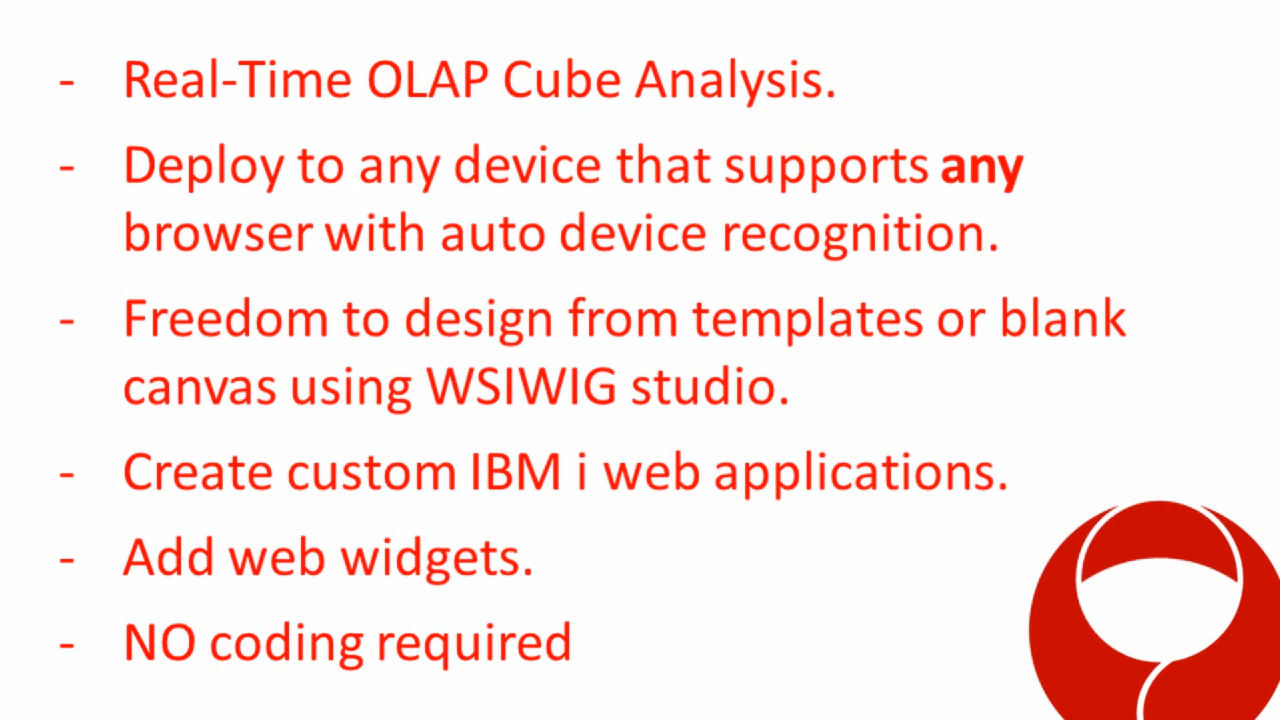 - Real-Time OLAP Cube Analysis.
- Deploy to any device that supports any
browser with auto device recognition.
- Freedom to design from templates or blank
canvas using WSIWIG studio.
- Create custom IBM i web applications.
- Add web widgets.
- NO coding required